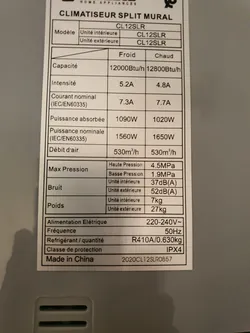 HOME APPLIANCES
CLIMATISEUR SPLIT MURAL
Modèle Unité intérieure CL12SLR
Unité extérieure CL12SLR
Froid Chaud
Capacité 12000Btu/h 12800Btu/h
Intensité 5.2A 4.8A
Courant nominal (IEC/EN60335) 7.3A 7.7A
Puissance absorbée 1090W 1020W
Puissance nominale (IEC/EN60335) 1560W 1650W
Débit d'air 530m³/h 530m³/h
Max Pression Haute Pression 4.5MPa
Basse Pression 1.9MPa
Bruit Unité intérieure 37dB(A)
Unité extérieure 52dB(A)
Poids Unité intérieure 7kg
Unité extérieure 27kg
Alimentation Elétrique 220-240V~
Fréquence 50Hz
Refrigérant / quantité R410A/0.630kg
Classe de protection IPX4
Made in China 2020CL12SLR0867